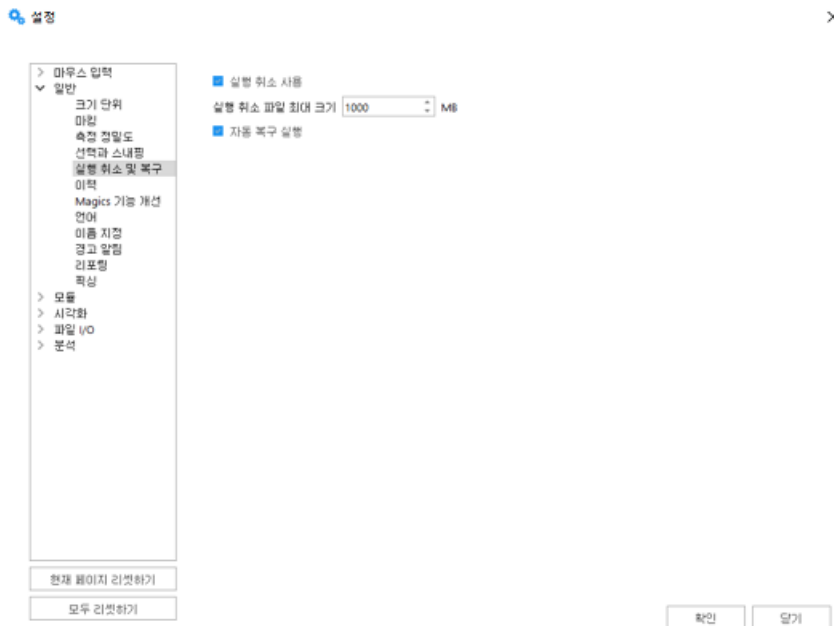 설정
마우스 입력
일반
크기 단위
마킹
측정 정밀도
선택과 스내핑
실행 취소 및 복구
이력
Magics 기능 개선
언어
이름 지정
경고 알림
리포팅
픽싱
모듈
시각화
파일 I/O
분석
현재 페이지 리셋하기
모두 리셋하기
실행 취소 사용
실행 취소 파일 최대 크기 1000 MB
자동 복구 실행
확인 닫기